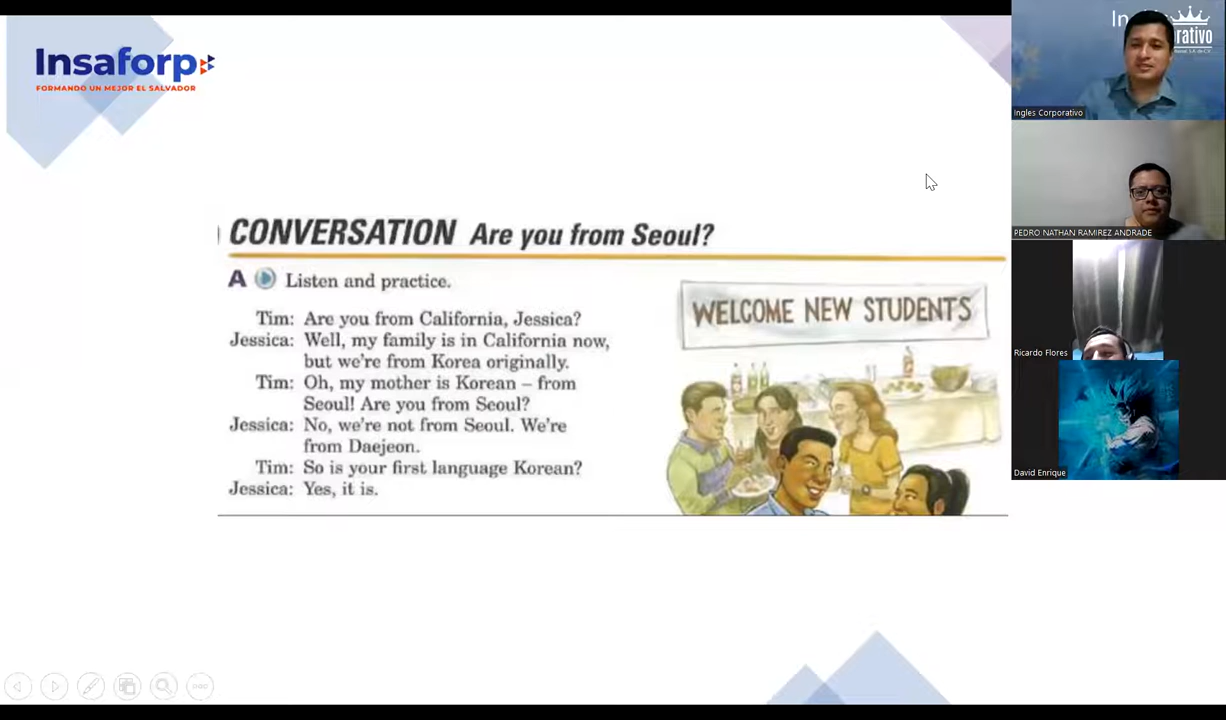 Insaforp
FORMANDO UN MEJOR EL SALVADOR
CONVERSATION Are you from Seoul?
A Listen and practice.
Tim: Are you from California, Jessica?
Jessica: Well, my family is in California now,
but we're from Korea originally.
Tim: Oh, my mother is Korean – from
Seoul! Are you from Seoul?
Jessica: No, we're not from Seoul. We're
from Daejeon.
Tim: So is your first language Korean?
Jessica: Yes, it is.
WELCOME NEW STUDENTS
Ingles Corporativo
PEDRO NATHAN RAMIREZ ANDRADE
Ricardo Flores
David Enrique